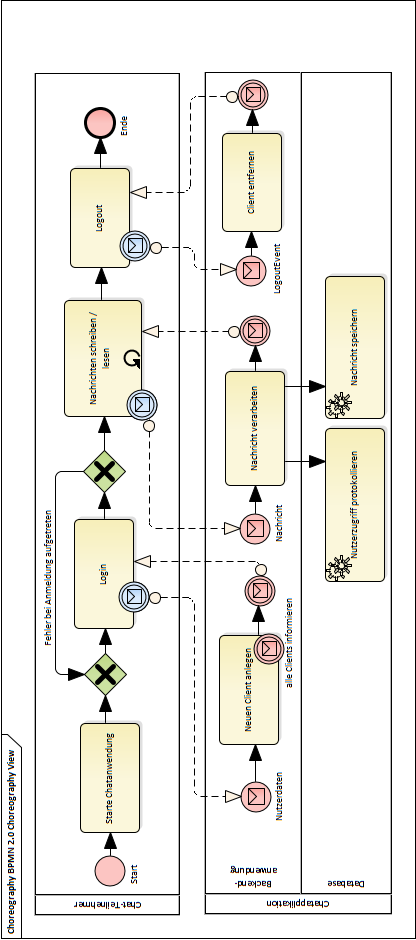 Choreography BPMN 2.0 Choreography View
Chat-Teilnehmer
Start
Starte Chatanwendung
Fehler bei Anmeldung aufgetreten
Login
Nachrichten schreiben /
lesen
Logout
Ende
Chatapplikation
Backend-
anwendung
Nutzerdaten
Neuen Client anlegen
alle Clients informieren
Nachricht
Nachricht verarbeiten
LogoutEvent
Client entfernen
Database
Nutzerzugriff protokollieren
Nachricht speichern